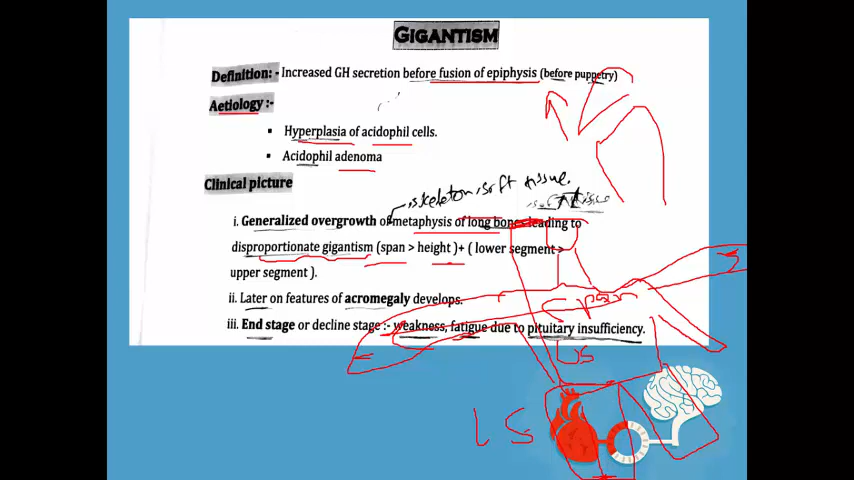 GIGANTISM
Definition:- Increased GH secretion before fusion of epiphysis (before puppetry)
Aetiology :-
▪ Hyperplasia of acidophil cells.
▪ Acidophil adenoma
Clinical picture
skeleton, soft tissue.
i. Generalized overgrowth of metaphysis of long bones leading to
disproportionate gigantism (span > height )+ ( lower segment >
upper segment ).
ii. Later on features of acromegaly develops.
span
iii. End stage or decline stage :- weakness, fatigue due to pituitary insufficiency.
US
LS